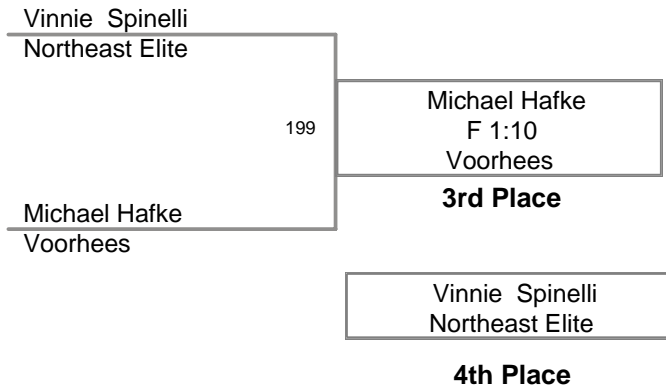 Vinnie  Spinelli
Northeast Elite
199
Michael Hafke
F 1:10
Voorhees
3rd Place
Michael Hafke
Voorhees
Vinnie  Spinelli
Northeast Elite
4th Place